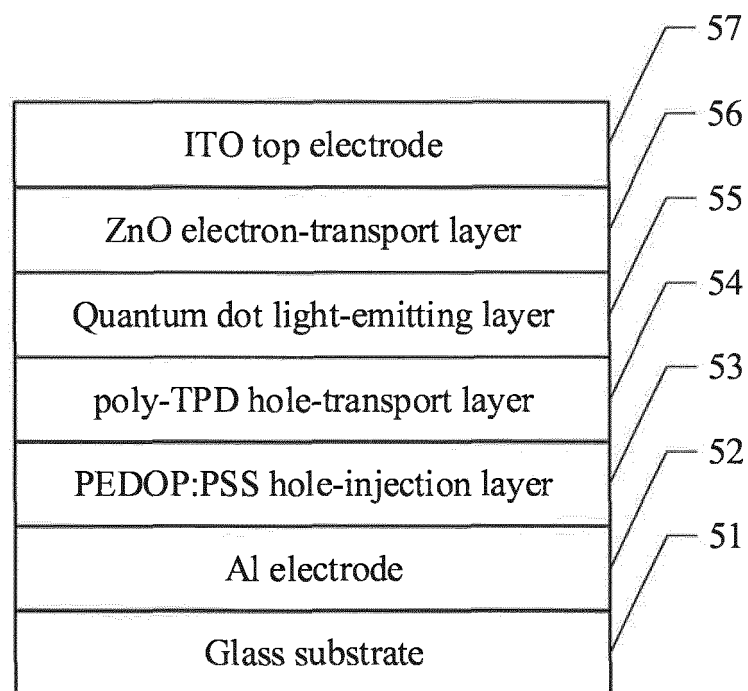 57
ITO top electrode
56
ZnO electron-transport layer
55
Quantum dot light-emitting layer
54
poly-TPD hole-transport layer
53
PEDOP:PSS hole-injection layer
52
Al electrode
51
Glass substrate